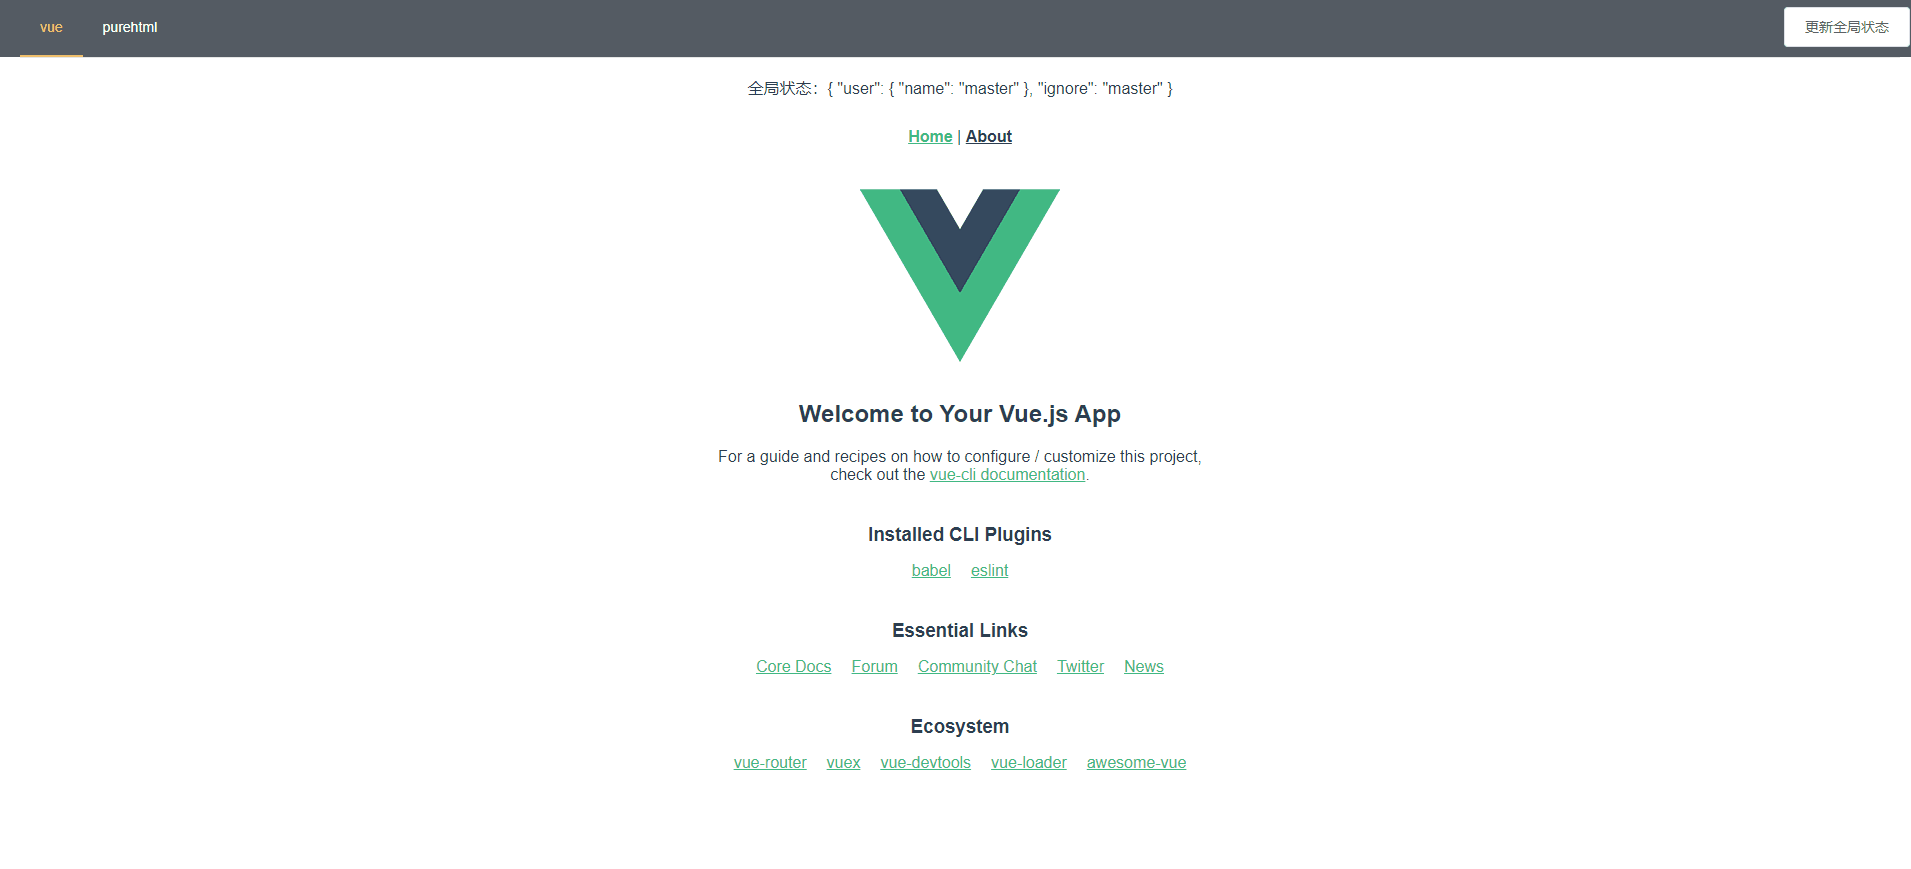 vue purehtml 更新全局状态
全局状态：{ "user": { "name": "master" }, "ignore": "master" }
Home | About
Welcome to Your Vue.js App
For a guide and recipes on how to configure / customize this project,
check out the vue-cli documentation.
Installed CLI Plugins
babel eslint
Essential Links
Core Docs Forum Community Chat Twitter News
Ecosystem
vue-router vuex vue-devtools vue-loader awesome-vue